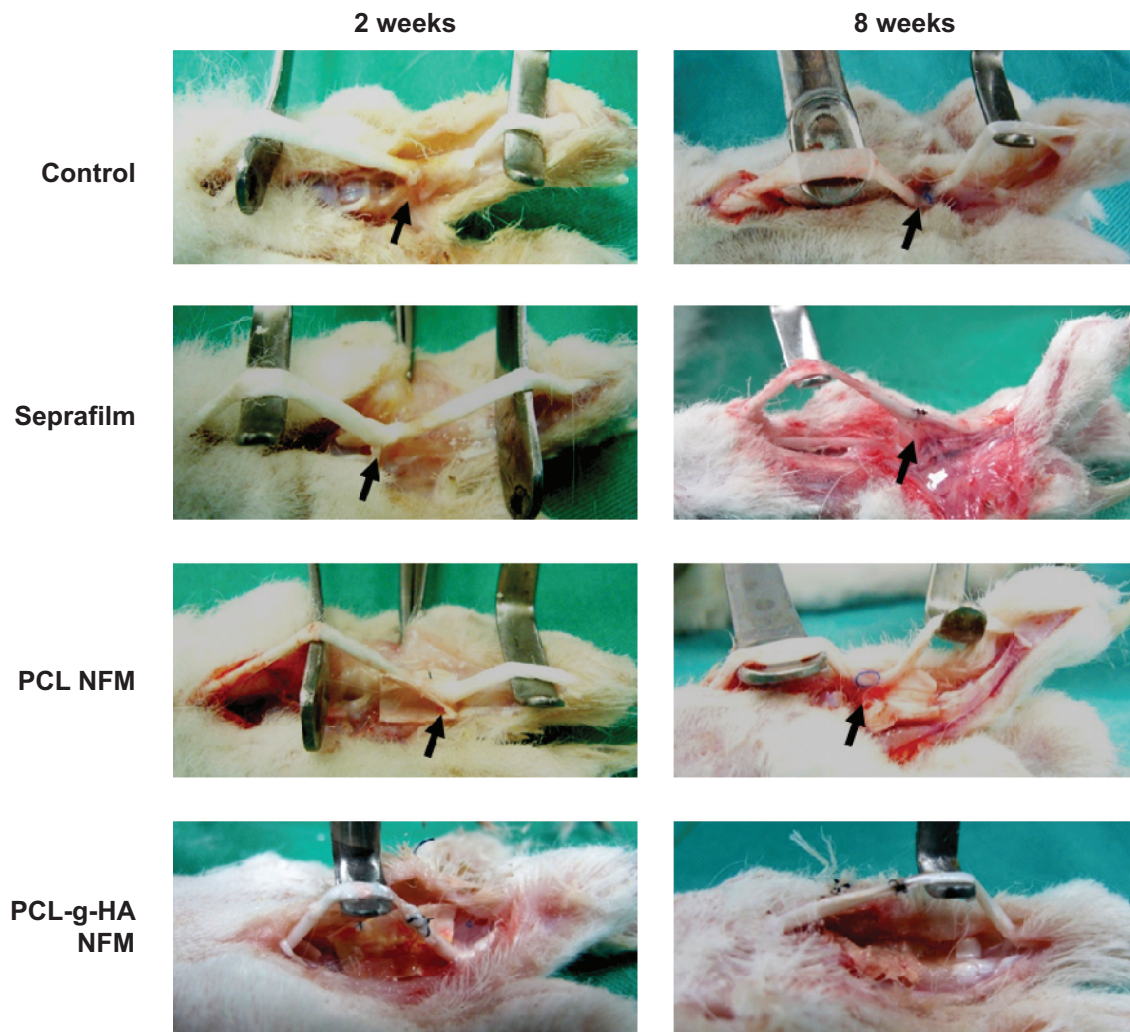 2 weeks
8 weeks
Control
Seprafilm
PCL NFM
PCL-g-HA
NFM